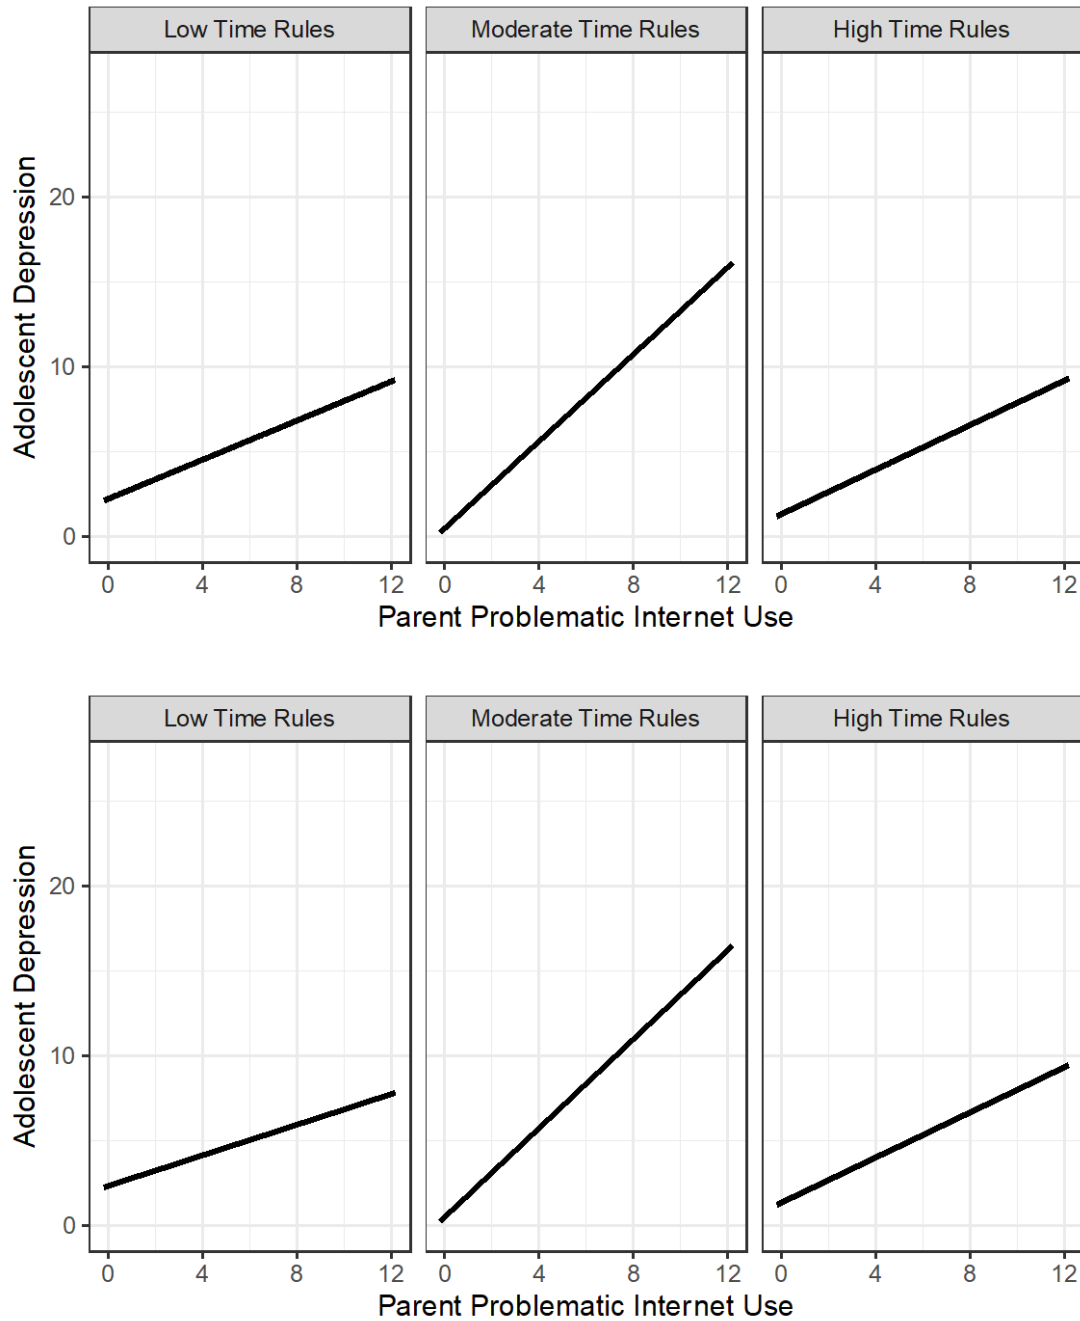 Low Time Rules Moderate Time Rules High Time Rules
Adolescent Depression
20
10
0
0 4 8 12 0 4 8 12 0 4 8 12
Parent Problematic Internet Use
Low Time Rules Moderate Time Rules High Time Rules
Adolescent Depression
20
10
0
0 4 8 12 0 4 8 12 0 4 8 12
Parent Problematic Internet Use